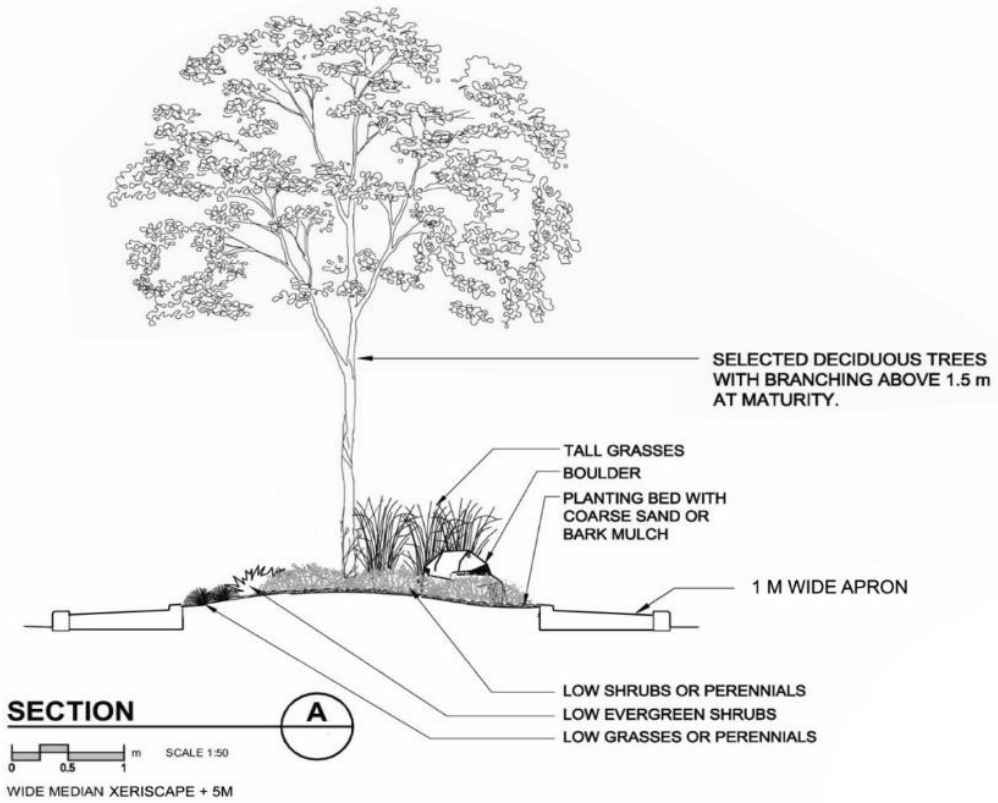 SELECTED DECIDUOUS TREES
WITH BRANCHING ABOVE 1.5 m
AT MATURITY.
TALL GRASSES
BOULDER
PLANTING BED WITH
COARSE SAND OR
BARK MULCH
1 M WIDE APRON
LOW SHRUBS OR PERENNIALS
LOW EVERGREEN SHRUBS
LOW GRASSES OR PERENNIALS
SECTION
A
m
SCALE 1:50
0 0.5 1
WIDE MEDIAN XERISCAPE + 5M